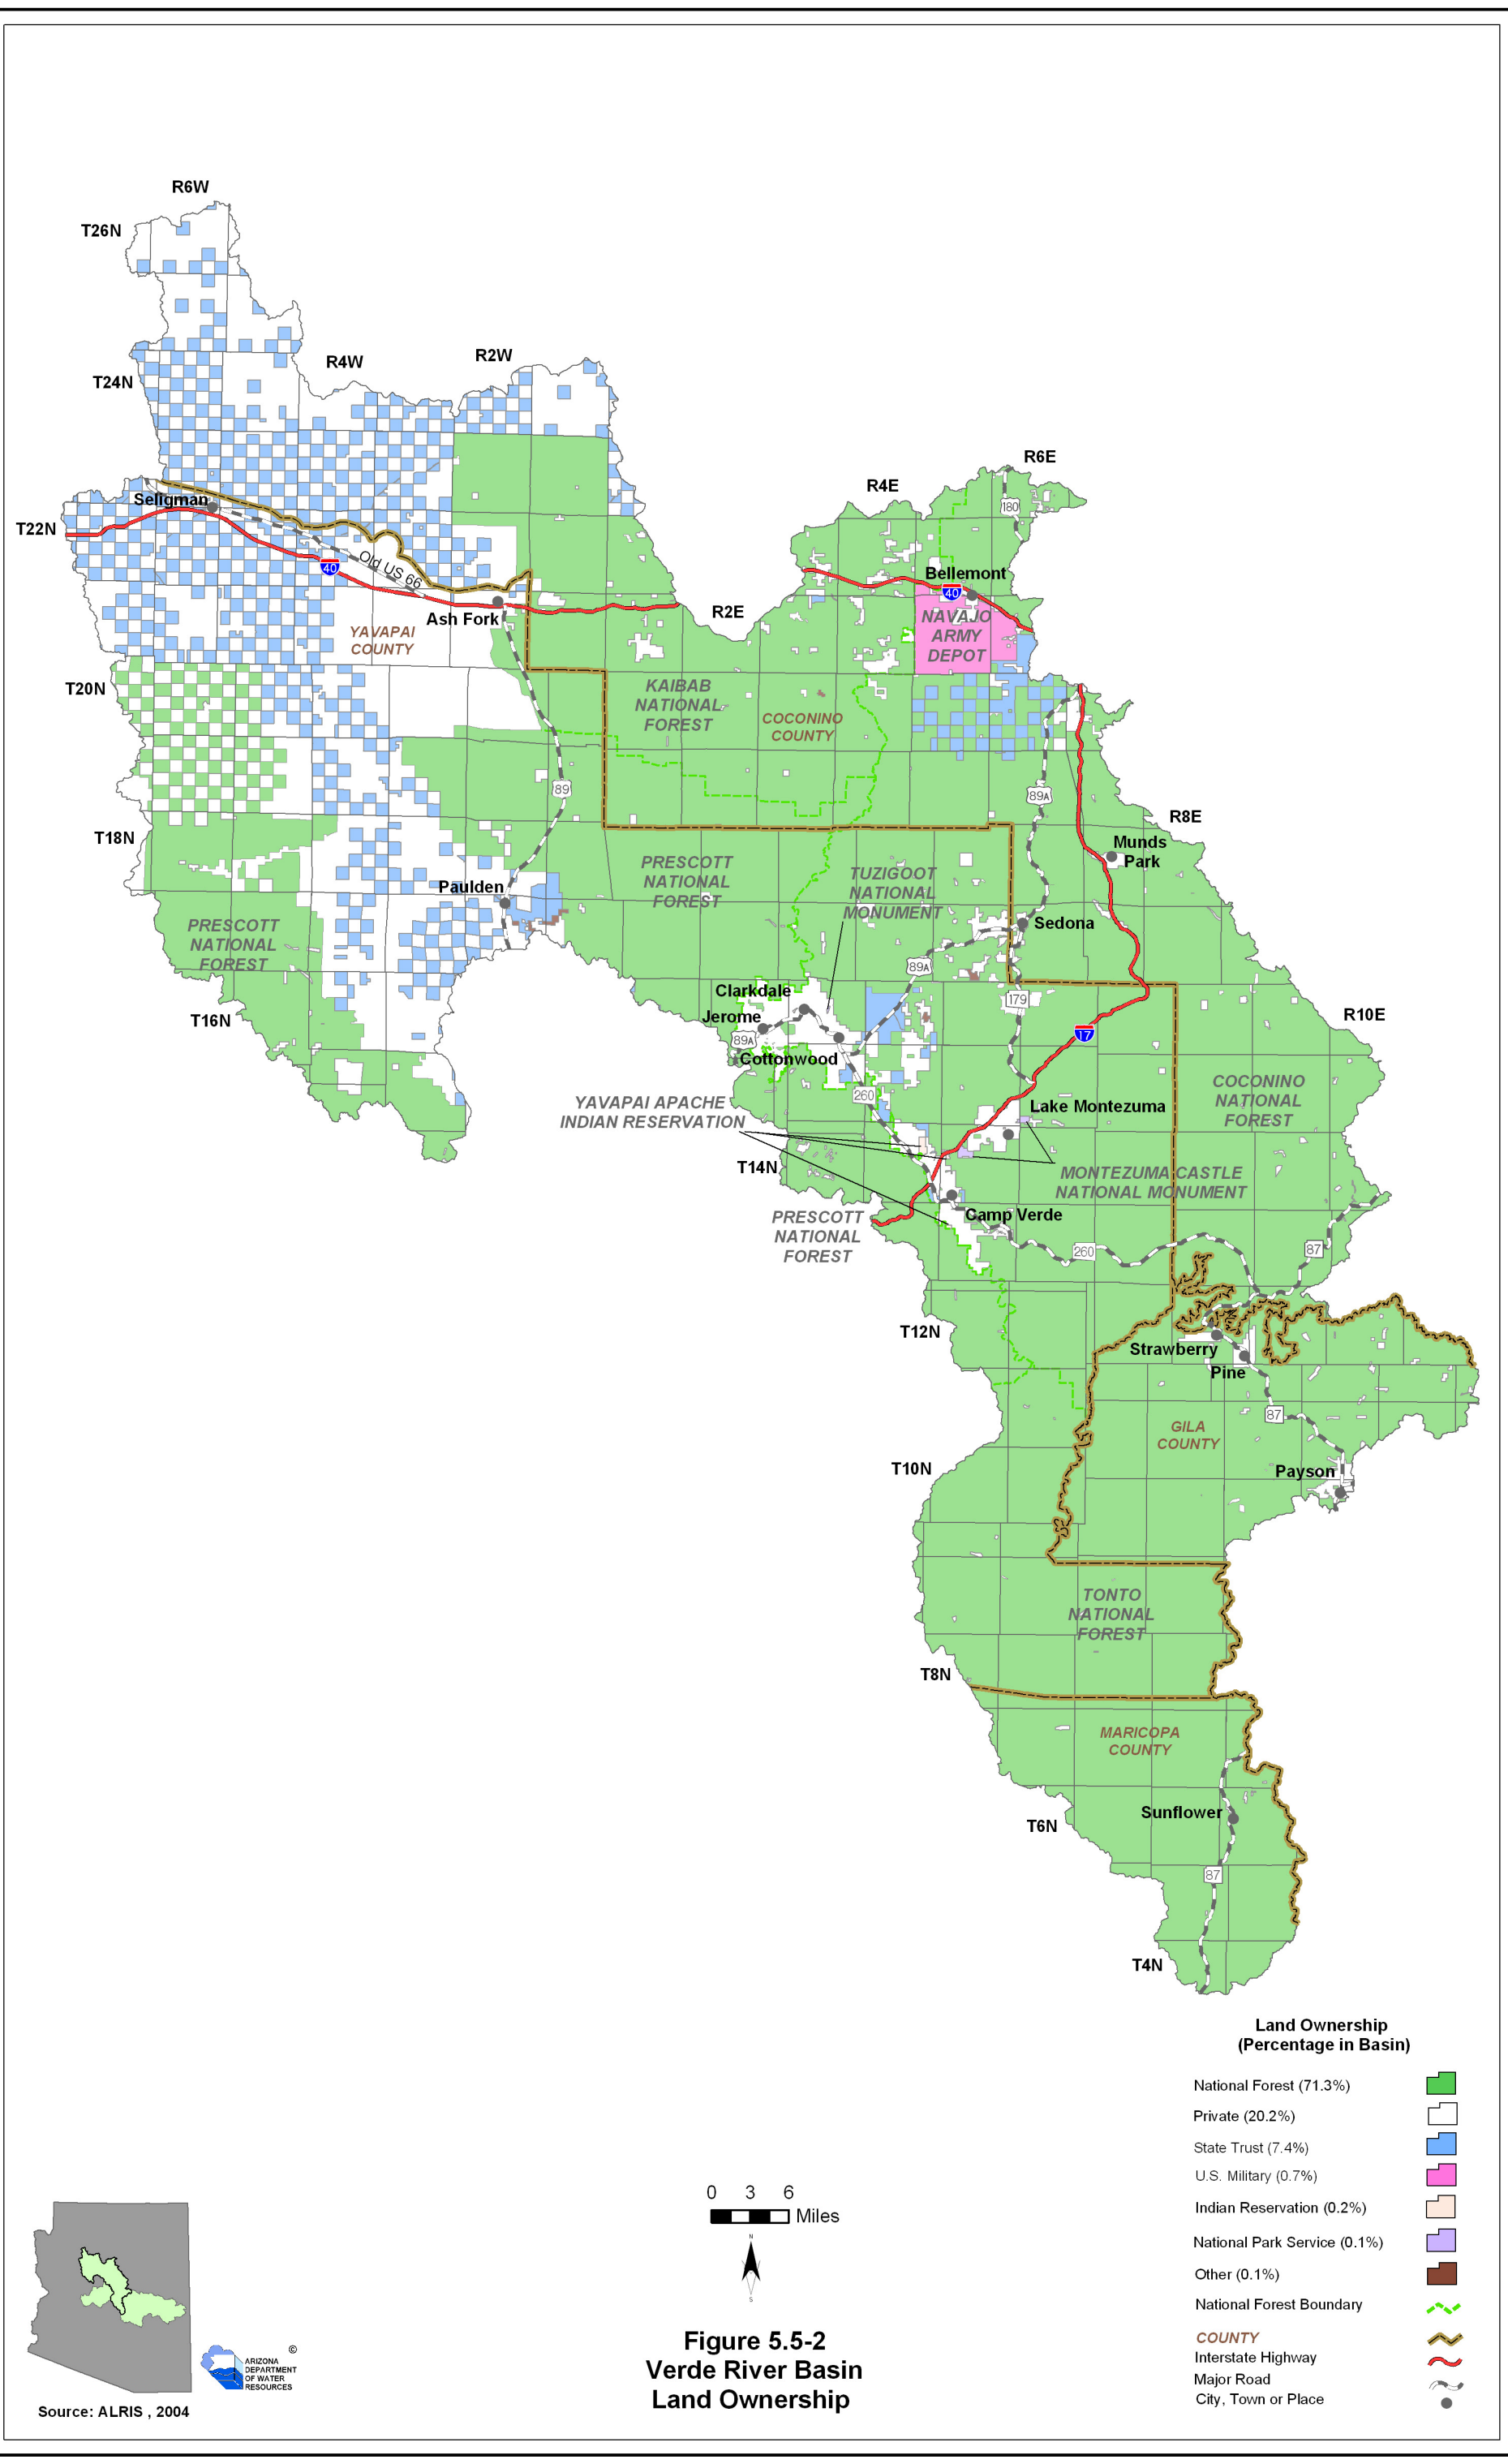 R6W
T26N
R4W
R2W
T24N
R6E
R4E
180
Seligman
T22N
Old US 66
40
Bellemont
40
R2E
Ash Fork
NAVAJO
ARMY
DEPOT
YAVAPAI
COUNTY
T20N
KAIBAB
NATIONAL
FOREST
COCONINO
COUNTY
89
89A
R8E
T18N
Munds
Park
PRESCOTT
NATIONAL
FOREST
TUZIGOOT
NATIONAL
MONUMENT
Paulden
PRESCOTT
NATIONAL
FOREST
Sedona
89A
Clarkdale
179
T16N
Jerome
R10E
89A
17
Cottonwood
260
COCONINO
NATIONAL
FOREST
YAVAPAI APACHE
INDIAN RESERVATION
Lake Montezuma
T14N
MONTEZUMA CASTLE
NATIONAL MONUMENT
PRESCOTT
NATIONAL
FOREST
Camp Verde
260
87
T12N
Strawberry
Pine
87
GILA
COUNTY
T10N
Payson
TONTO
NATIONAL
FOREST
T8N
MARICOPA
COUNTY
Sunflower
T6N
87
T4N
Land Ownership
(Percentage in Basin)
National Forest (71.3%)
Private (20.2%)
State Trust (7.4%)
U.S. Military (0.7%)
Indian Reservation (0.2%)
National Park Service (0.1%)
Other (0.1%)
National Forest Boundary
COUNTY
Interstate Highway
Major Road
City, Town or Place
0 3 6
Miles
N
S
Figure 5.5-2
Verde River Basin
Land Ownership
©
ARIZONA
DEPARTMENT
OF WATER
RESOURCES
Source: ALRIS , 2004